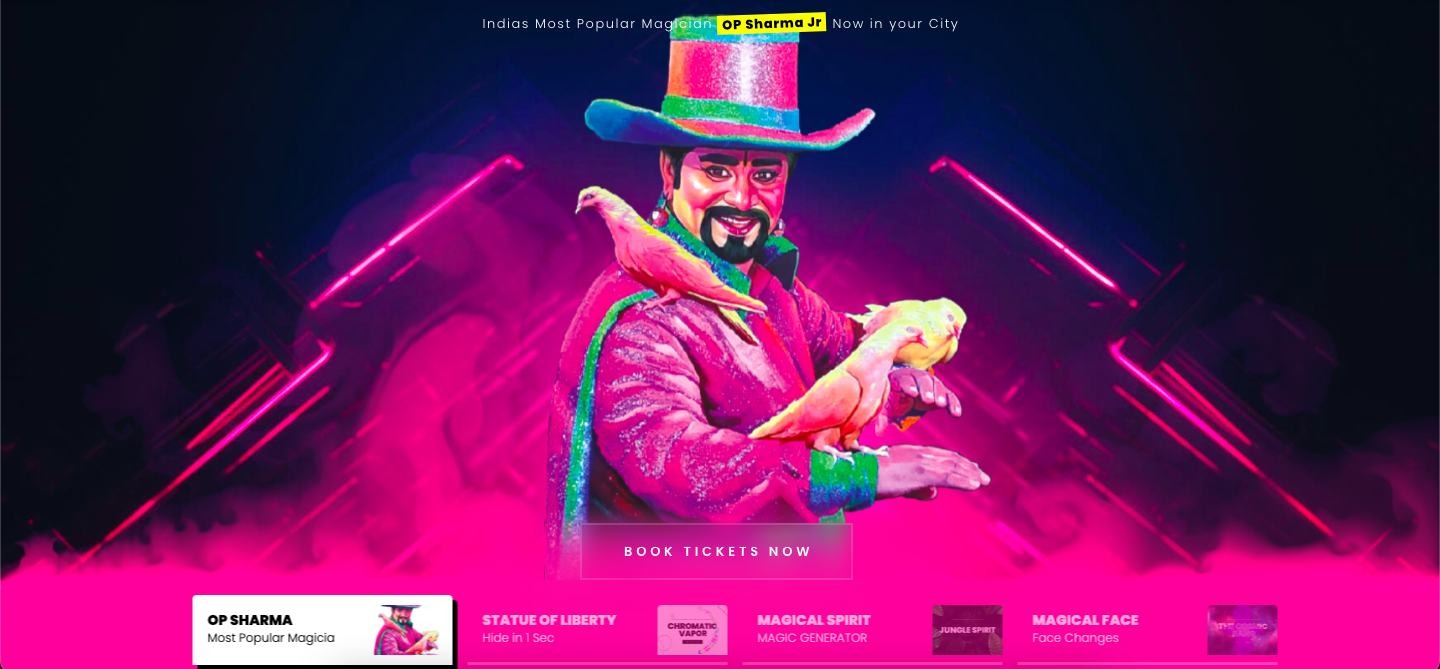 Indias Most Popular Magician OP Sharma Jr Now in your City
BOOK TICKETS NOW
OP SHARMA
Most Popular Magicia
STATUE OF LIBERTY
Hide in 1 Sec
CHROMATIC
VAPOR
MAGICAL SPIRIT
MAGIC GENERATOR
JUNGLE SPIRIT
MAGICAL FACE
Face Changes
THE COSMIC